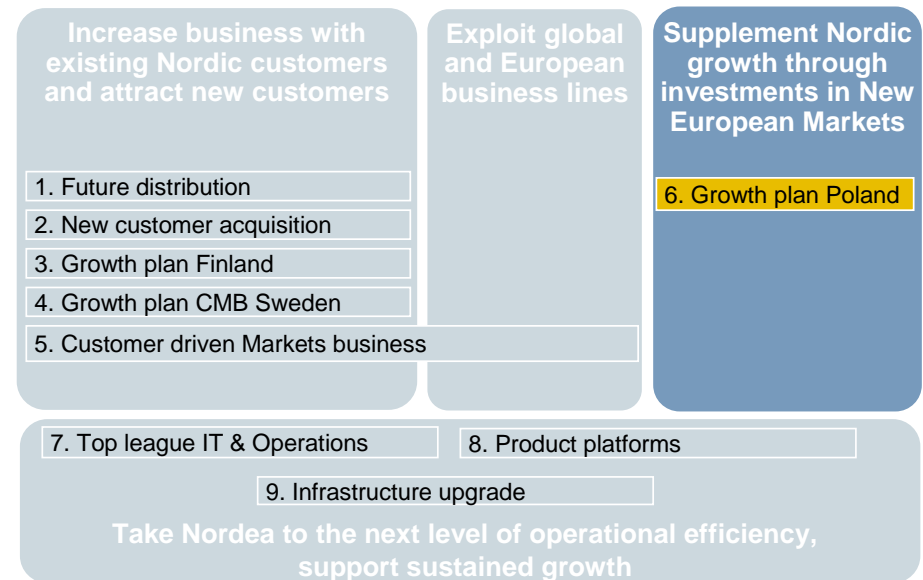 Increase business with
existing Nordic customers
and attract new customers
Exploit global
and European
business lines
Supplement Nordic
growth through
investments in New
European Markets
1. Future distribution
2. New customer acquisition
3. Growth plan Finland
4. Growth plan CMB Sweden
5. Customer driven Markets business
6. Growth plan Poland
7. Top league IT & Operations
8. Product platforms
9. Infrastructure upgrade
Take Nordea to the next level of operational efficiency,
support sustained growth